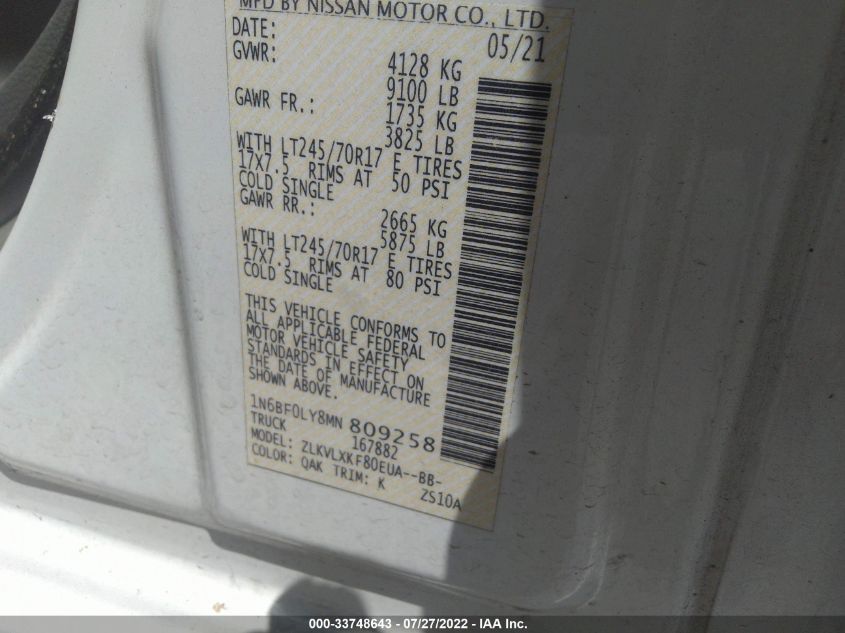 MFD BY NISSAN MOTOR CO., LTD.
DATE: 05/21
GVWR: 4128 KG
9100 LB
GAWR FR.: 1735 KG
3825 LB
WITH LT245/70R17 E TIRES
17X7.5 RIMS AT 50 PSI
COLD SINGLE
GAWR RR.: 2665 KG
5875 LB
WITH LT245/70R17 E TIRES
17X7.5 RIMS AT 80 PSI
COLD SINGLE
THIS VEHICLE CONFORMS TO
ALL APPLICABLE FEDERAL
MOTOR VEHICLE SAFETY
STANDARDS IN EFFECT ON
THE DATE OF MANUFACTURE
SHOWN ABOVE.
1N6BF0LY8MN 809258
TRUCK 167882
MODEL: ZLKVLXKF80EUA--BB-
COLOR: QAK TRIM: K ZS10A
000-33748643 - 07/27/2022 - IAA Inc.